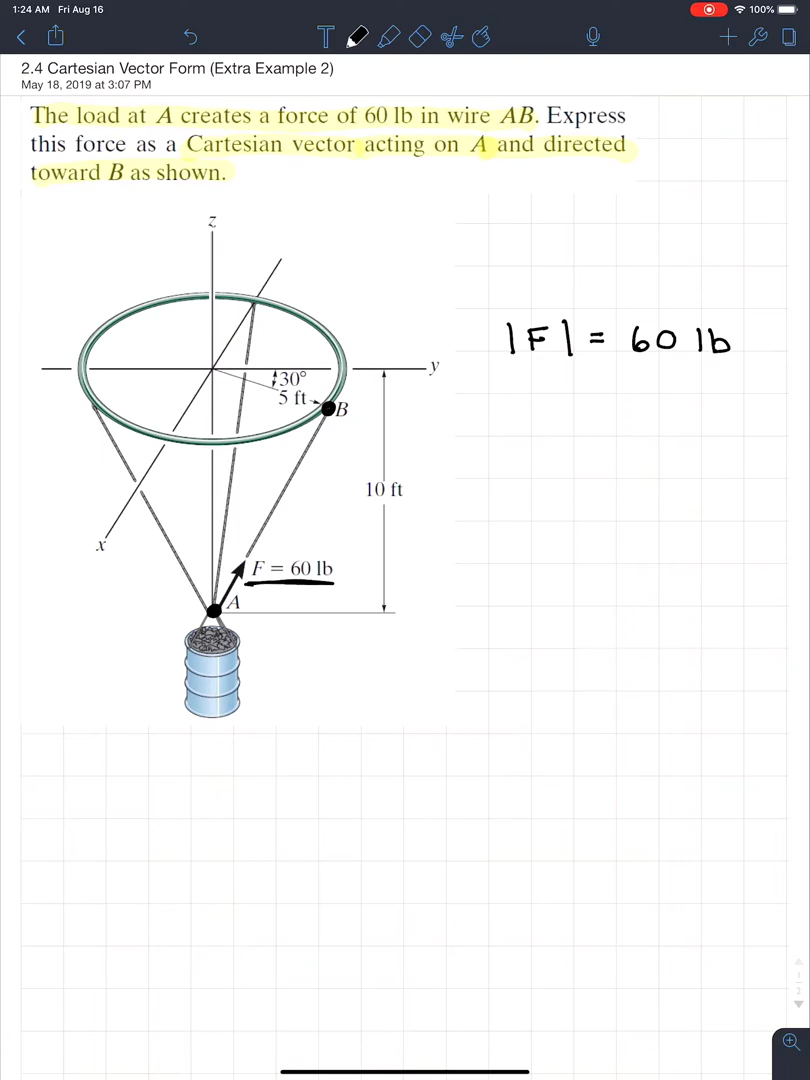 1:24 AM Fri Aug 16
100%
2.4 Cartesian Vector Form (Extra Example 2)
May 18, 2019 at 3:07 PM
The load at A creates a force of 60 lb in wire AB. Express
this force as a Cartesian vector acting on A and directed
toward B as shown.
z
|F| = 60 lb
y
30°
5 ft
B
10 ft
x
F = 60 lb
A
1
2